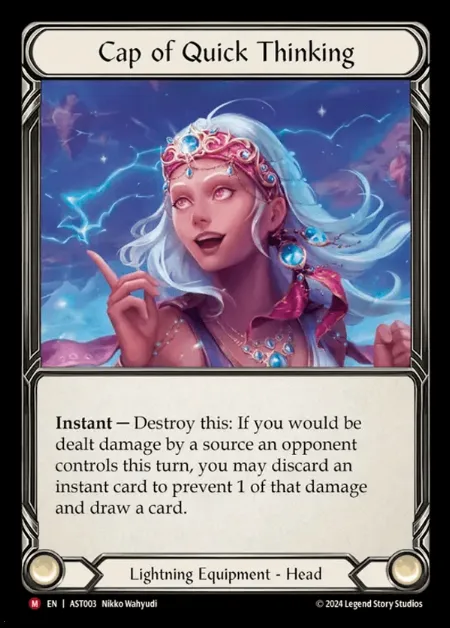 Cap of Quick Thinking
Instant — Destroy this: If you would be
dealt damage by a source an opponent
controls this turn, you may discard an
instant card to prevent 1 of that damage
and draw a card.
Lightning Equipment - Head
M EN | AST003 Nikko Wahyudi © 2024 Legend Story Studios